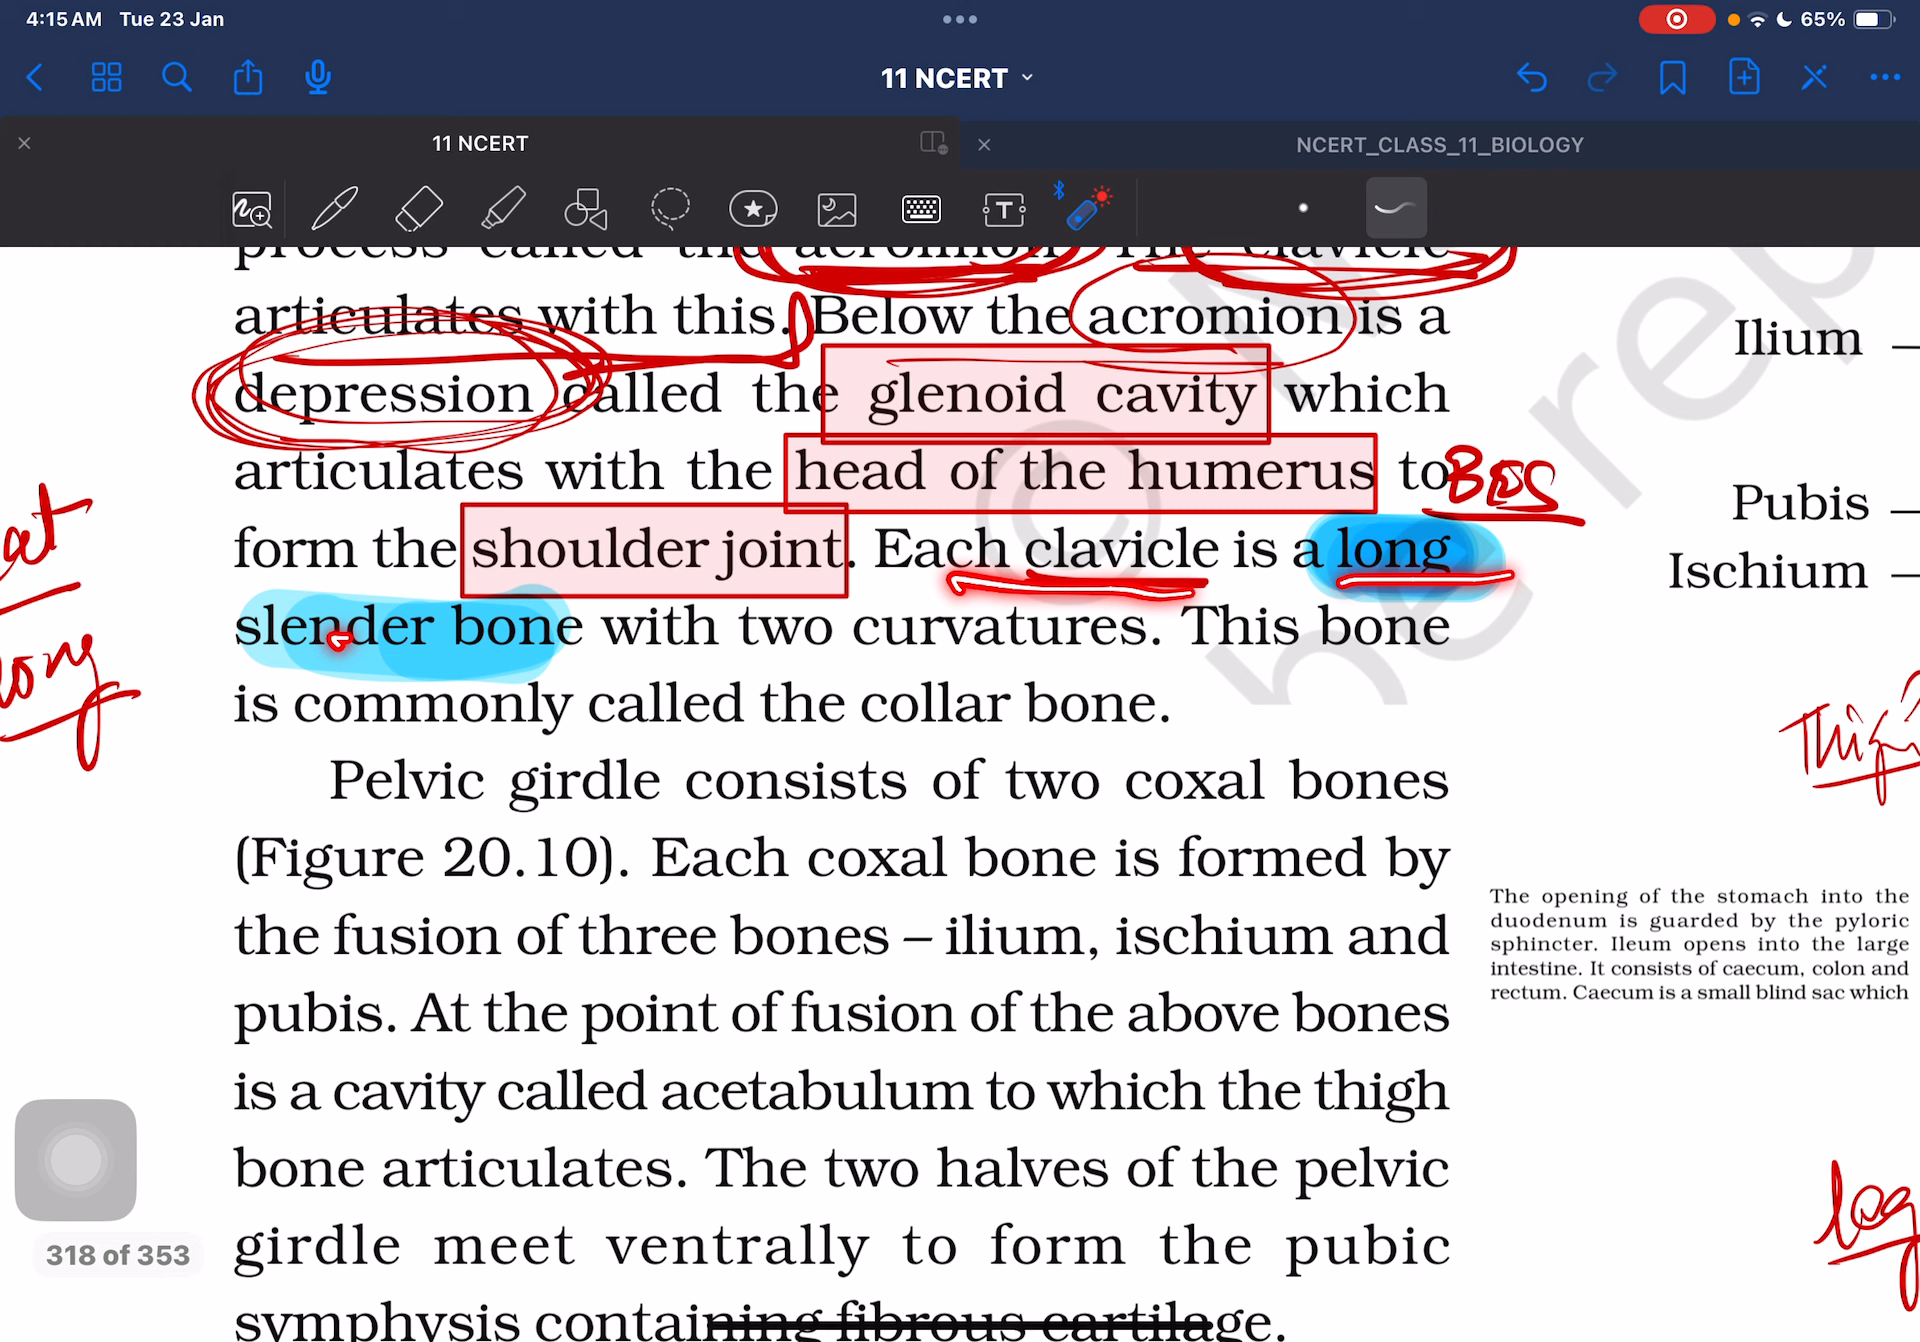 4:15 AM Tue 23 Jan
65%
11 NCERT
11 NCERT
NCERT_CLASS_11_BIOLOGY
process called the acromion. The clavicle
articulates with this. Below the acromion is a
depression called the glenoid cavity which
articulates with the head of the humerus to
form the shoulder joint. Each clavicle is a long
slender bone with two curvatures. This bone
is commonly called the collar bone.
Pelvic girdle consists of two coxal bones
(Figure 20.10). Each coxal bone is formed by
the fusion of three bones – ilium, ischium and
pubis. At the point of fusion of the above bones
is a cavity called acetabulum to which the thigh
bone articulates. The two halves of the pelvic
girdle meet ventrally to form the pubic
symphysis containing fibrous cartilage.
Ilium
Pubis
Ischium
The opening of the stomach into the
duodenum is guarded by the pyloric
sphincter. Ileum opens into the large
intestine. It consists of caecum, colon and
rectum. Caecum is a small blind sac which
leg
318 of 353